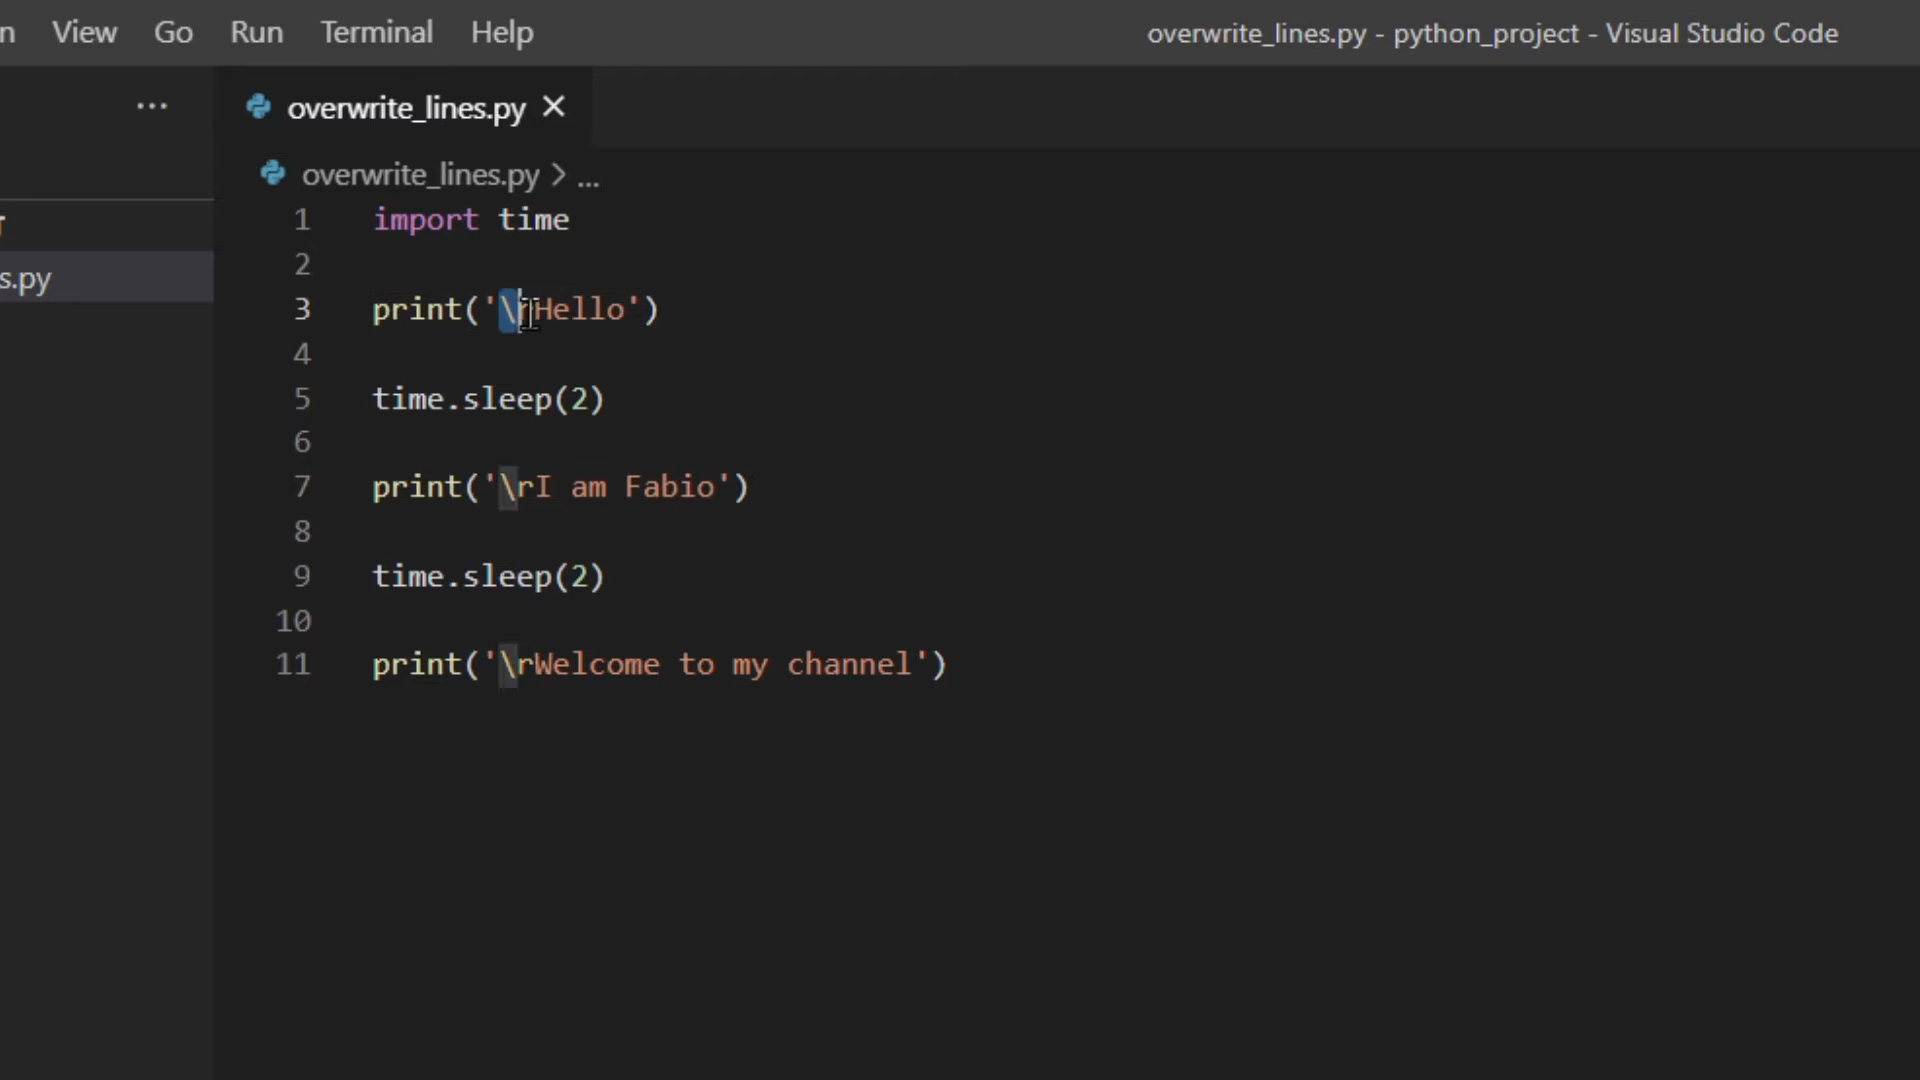 View Go Run Terminal Help overwrite_lines.py - python_project - Visual Studio Code
... overwrite_lines.py ×
overwrite_lines.py > ...
1 import time
2
s.py
3 print('\rHello')
4
5 time.sleep(2)
6
7 print('\rI am Fabio')
8
9 time.sleep(2)
10
11 print('\rWelcome to my channel')